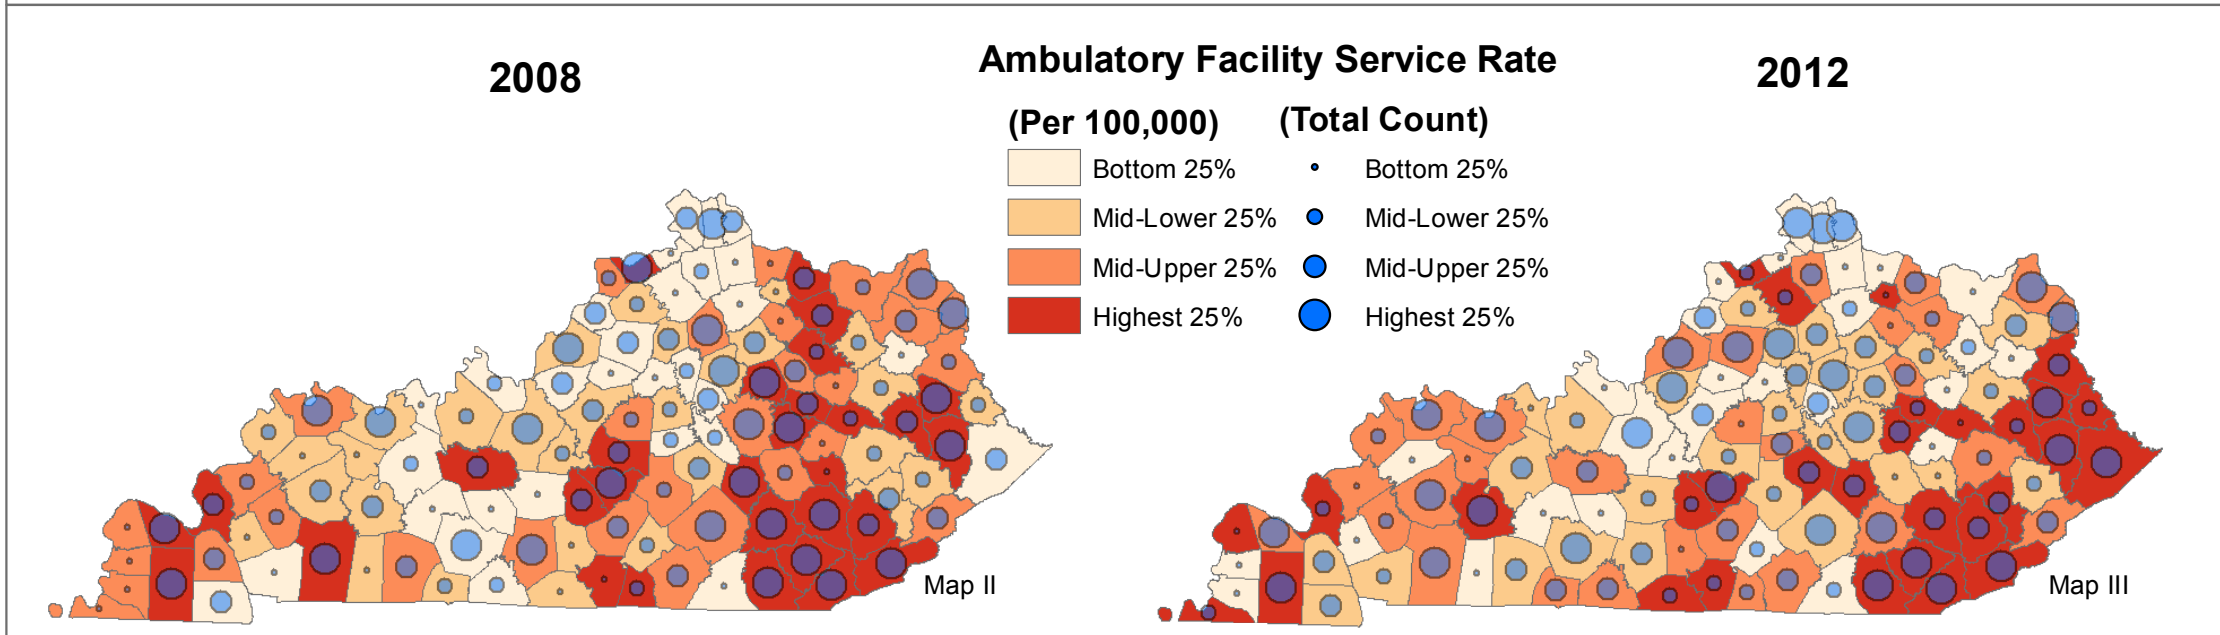 2008
Ambulatory Facility Service Rate
2012
(Per 100,000)
(Total Count)
Bottom 25%
Bottom 25%
Mid-Lower 25%
Mid-Lower 25%
Mid-Upper 25%
Mid-Upper 25%
Highest 25%
Highest 25%
Map II
Map III